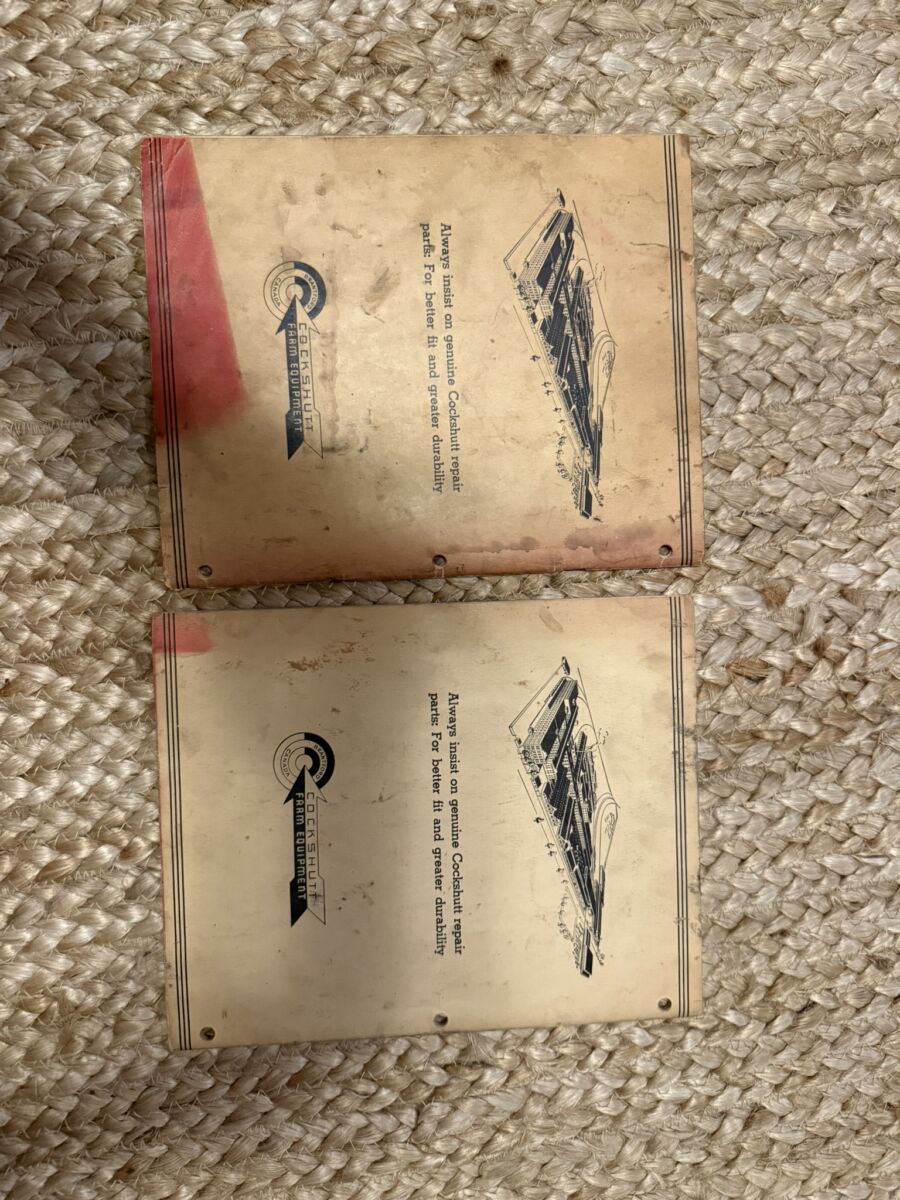 Always insist on genuine Cockshutt repair
parts: For better fit and greater durability
BRANTFORD
CANADA
COCKSHUTT
FARM EQUIPMENT
Always insist on genuine Cockshutt repair
parts: For better fit and greater durability
BRANTFORD
CANADA
COCKSHUTT
FARM EQUIPMENT